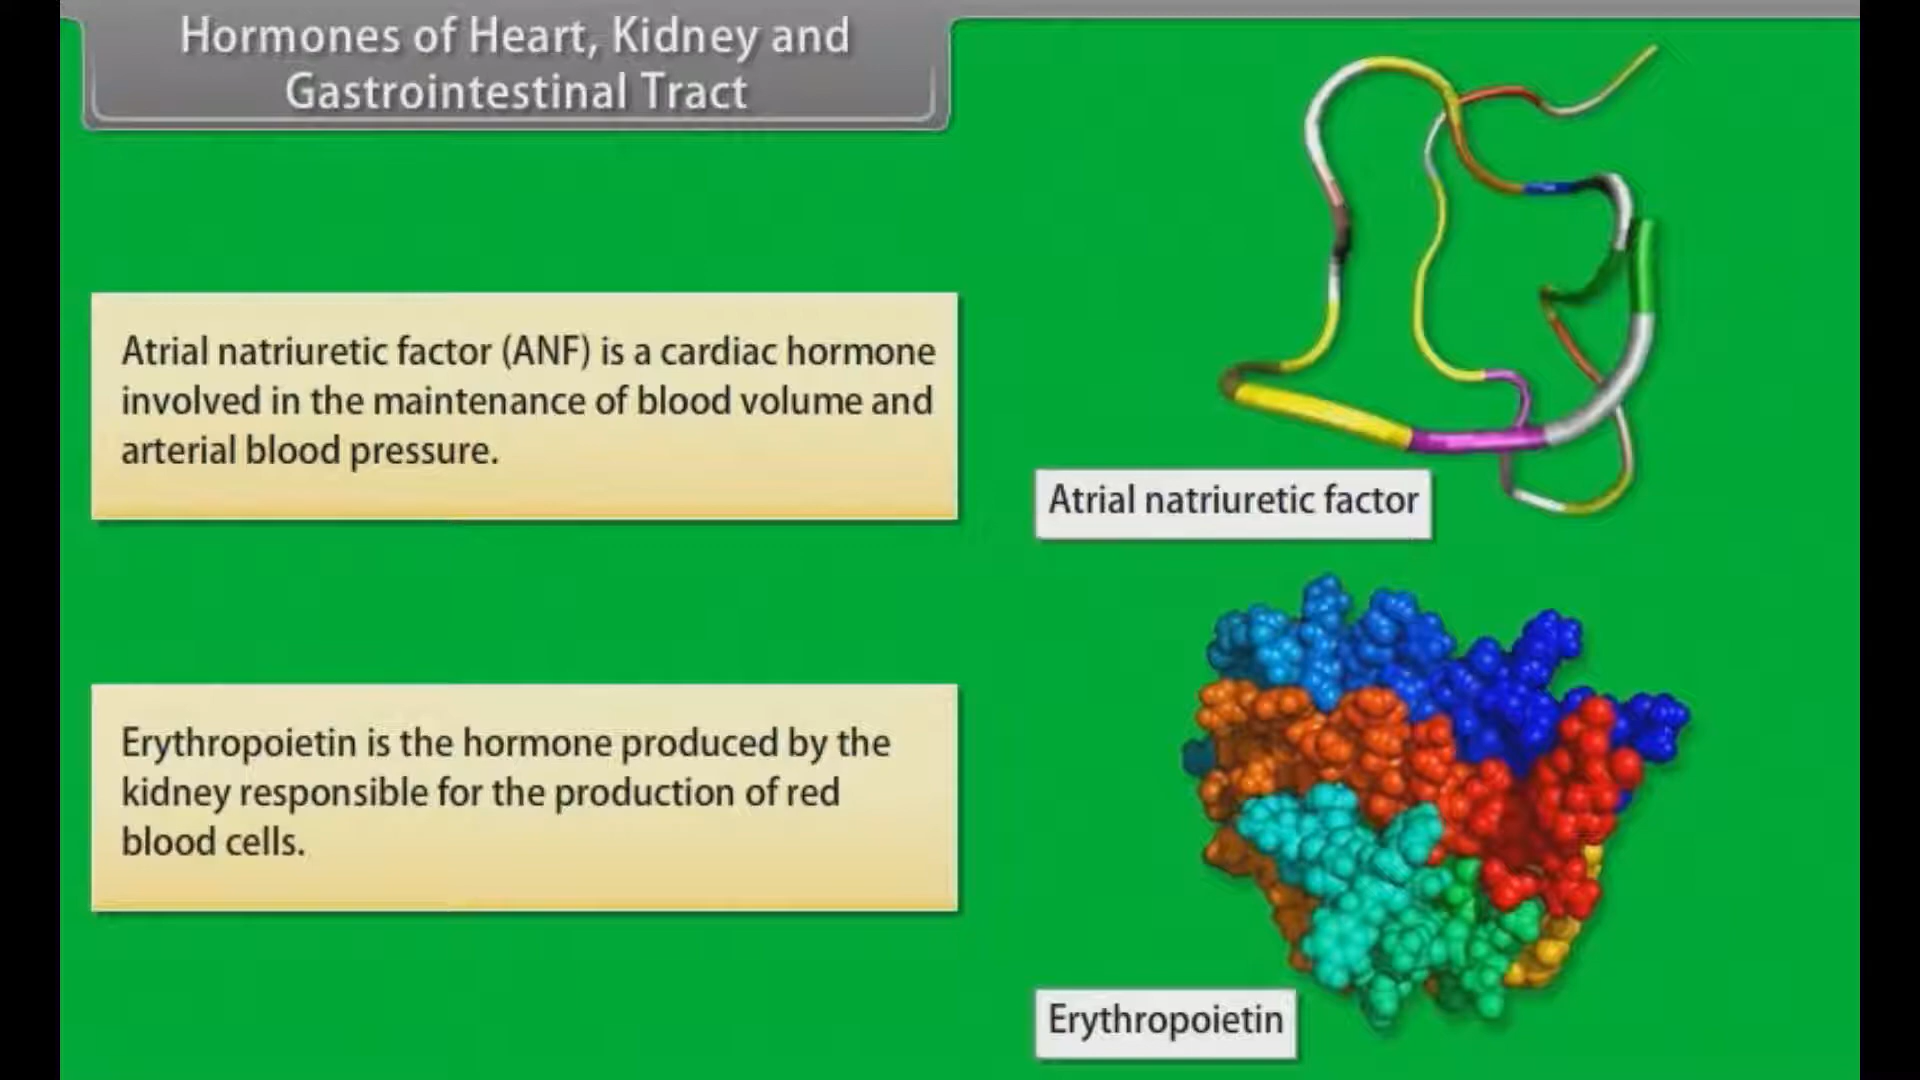 Hormones of Heart, Kidney and
Gastrointestinal Tract
Atrial natriuretic factor (ANF) is a cardiac hormone
involved in the maintenance of blood volume and
arterial blood pressure.
Atrial natriuretic factor
Erythropoietin is the hormone produced by the
kidney responsible for the production of red
blood cells.
Erythropoietin